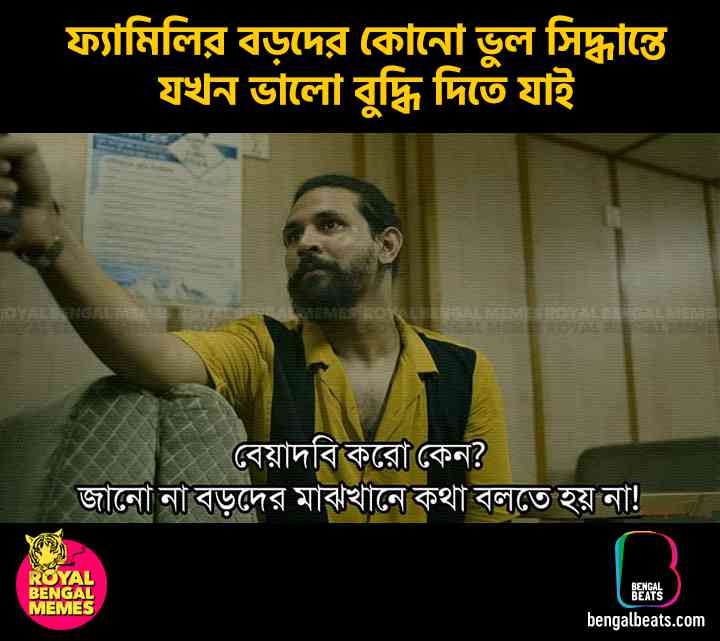 ফ্যামিলির বড়দের কোনো ভুল সিদ্ধান্তে
যখন ভালো বুদ্ধি দিতে যাই
বেয়াদবি করো কেন?
জানো না বড়দের মাঝখানে কথা বলতে হয় না!
ROYAL
BENGAL
MEMES
BENGAL
BEATS
bengalbeats.com